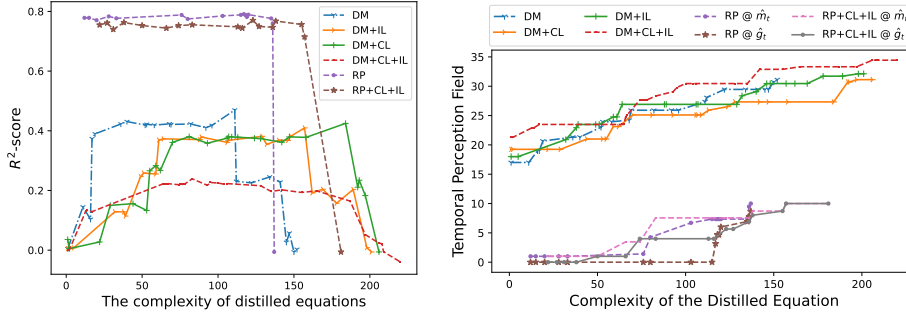 DM
DM+IL
DM+CL
DM+CL+IL
RP
RP+CL+IL
0.8
0.6
0.4
0.2
0.0
R²-score
0 50 100 150 200
The complexity of distilled equations
DM DM+IL RP @ m̂ₜ RP+CL+IL @ m̂ₜ
DM+CL DM+CL+IL RP @ ĝₜ RP+CL+IL @ ĝₜ
35
30
25
20
15
10
5
0
Temporal Perception Field
0 50 100 150 200
Complexity of the Distilled Equation